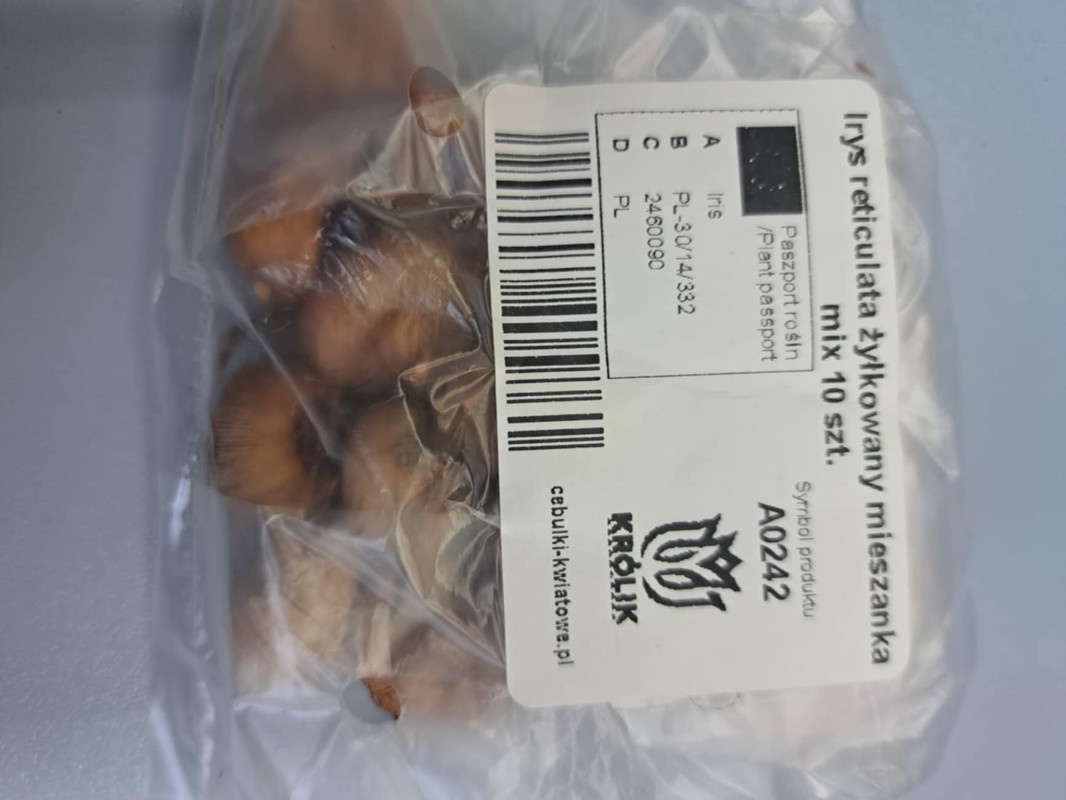 Irys reticulata żyłkowany mieszanka
mix 10 szt.
Paszport roślin
/Plant passport
A Iris
B PL-30/14/332
C 2460090
D PL
Symbol produktu
A0242
KRÓLIK
cebulki-kwiatowe.pl